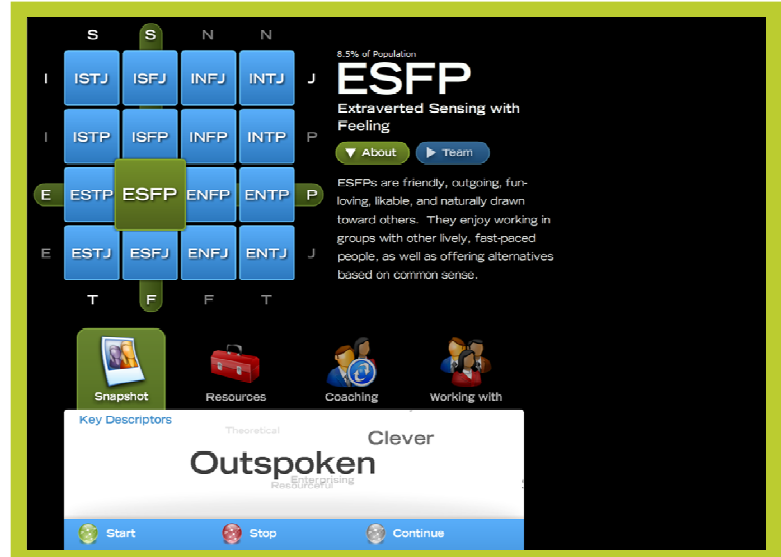 S S N N
I ISTJ ISFJ INFJ INTJ J
I ISTP ISFP INFP INTP P
E ESTP ESFP ENFP ENTP P
E ESTJ ESFJ ENFJ ENTJ J
T F F T
8.5% of Population
ESFP
Extraverted Sensing with
Feeling
About Team
ESFPs are friendly, outgoing, fun-
loving, likable, and naturally drawn
toward others. They enjoy working in
groups with other lively, fast-paced
people, as well as offering alternatives
based on common sense.
Snapshot Resources Coaching Working with
Key Descriptors
Theoretical
Clever
Outspoken
Enterprising
Resourceful
Start Stop Continue